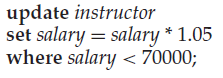 update instructor
set salary = salary * 1.05
where salary < 70000;